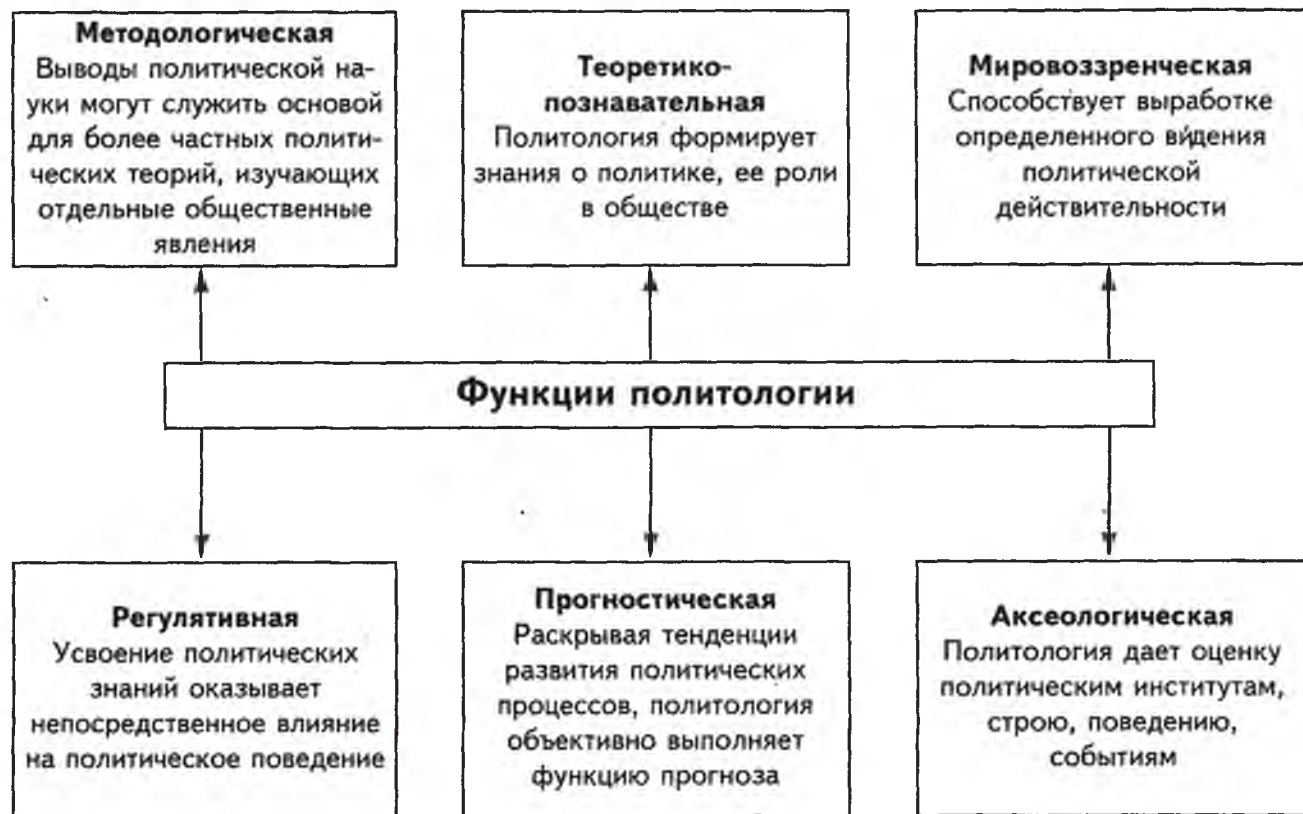 Методологическая
Выводы политической на-
уки могут служить основой
для более частных полити-
ческих теорий, изучающих
отдельные общественные
явления
Теоретико-
познавательная
Политология формирует
знания о политике, ее роли
в обществе
Мировоззренческая
Способствует выработке
определенного ви́дения
политической
действительности
Функции политологии
Регулятивная
Усвоение политических
знаний оказывает
непосредственное влияние
на политическое поведение
Прогностическая
Раскрывая тенденции
развития политических
процессов, политология
объективно выполняет
функцию прогноза
Аксеологическая
Политология дает оценку
политическим институтам,
строю, поведению,
событиям